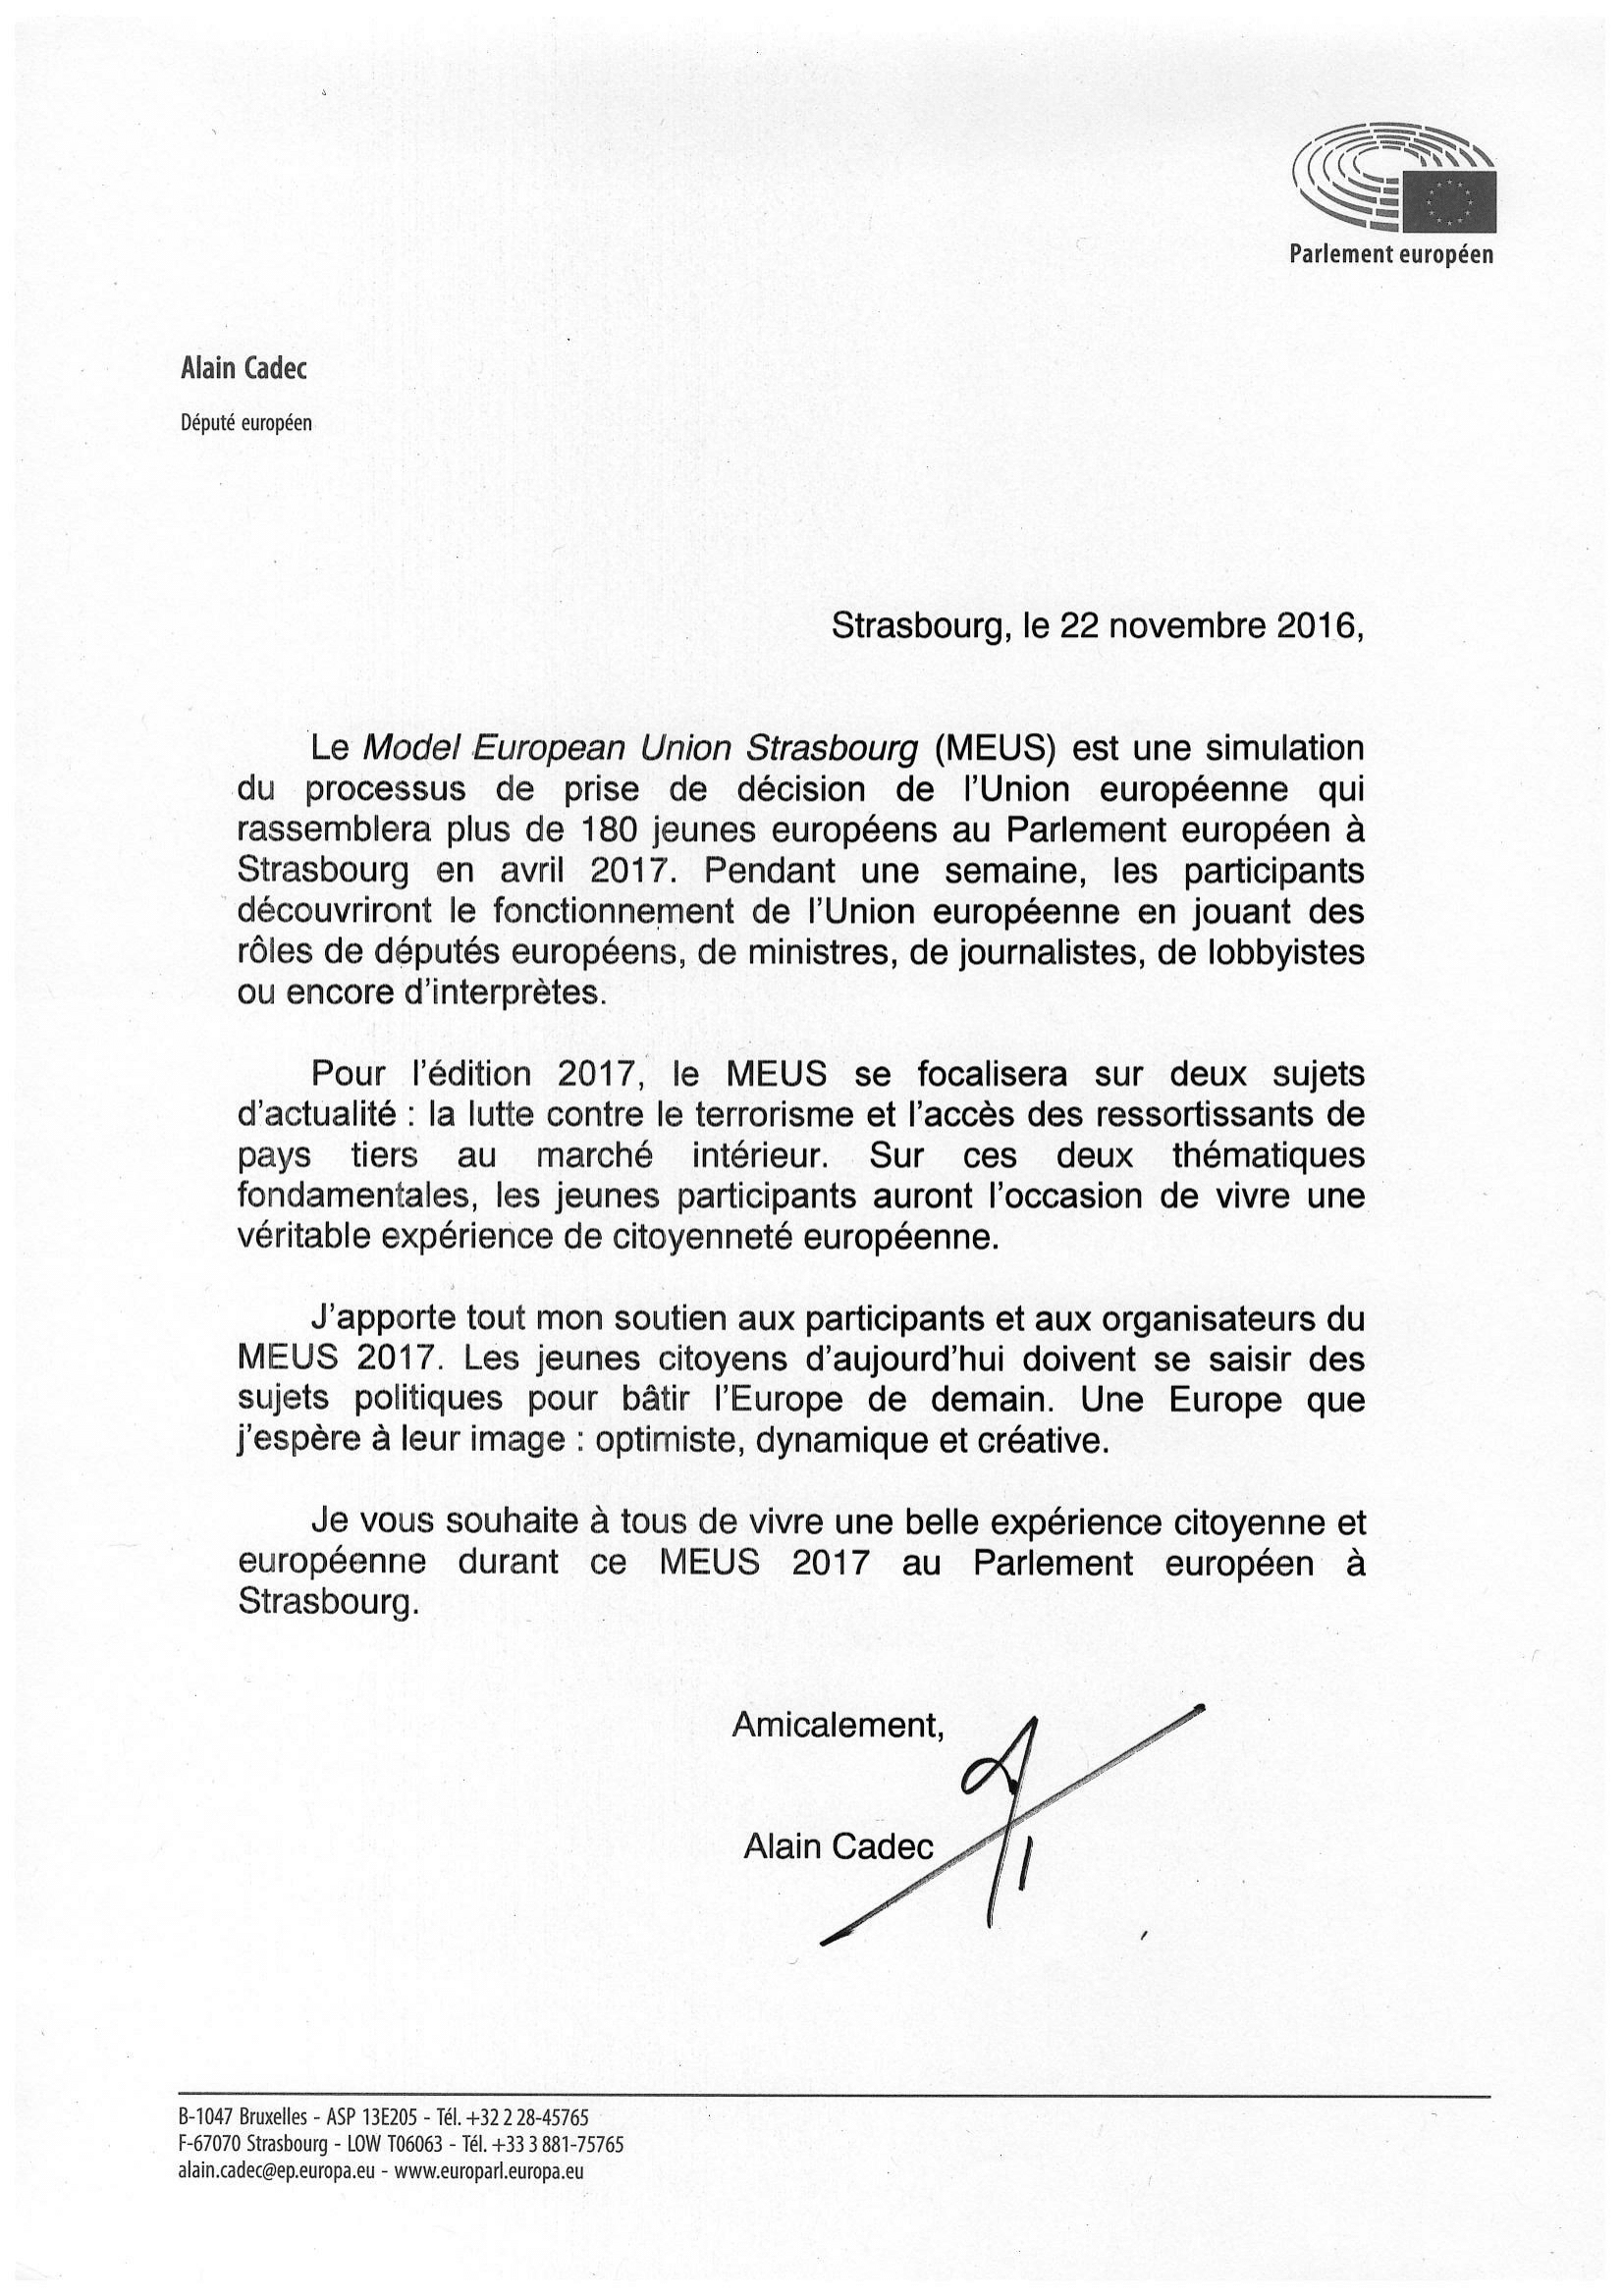 Parlement européen
Alain Cadec
Député européen
Strasbourg, le 22 novembre 2016,
Le Model European Union Strasbourg (MEUS) est une simulation
du processus de prise de décision de l'Union européenne qui
rassemblera plus de 180 jeunes européens au Parlement européen à
Strasbourg en avril 2017. Pendant une semaine, les participants
découvriront le fonctionnement de l'Union européenne en jouant des
rôles de députés européens, de ministres, de journalistes, de lobbyistes
ou encore d'interprètes.
Pour l'édition 2017, le MEUS se focalisera sur deux sujets
d'actualité : la lutte contre le terrorisme et l'accès des ressortissants de
pays tiers au marché intérieur. Sur ces deux thématiques
fondamentales, les jeunes participants auront l'occasion de vivre une
véritable expérience de citoyenneté européenne.
J'apporte tout mon soutien aux participants et aux organisateurs du
MEUS 2017. Les jeunes citoyens d'aujourd'hui doivent se saisir des
sujets politiques pour bâtir l'Europe de demain. Une Europe que
j'espère à leur image : optimiste, dynamique et créative.
Je vous souhaite à tous de vivre une belle expérience citoyenne et
européenne durant ce MEUS 2017 au Parlement européen à
Strasbourg.
Amicalement,
Alain Cadec
B-1047 Bruxelles - ASP 13E205 - Tél. +32 2 28-45765
F-67070 Strasbourg - LOW T06063 - Tél. +33 3 881-75765
alain.cadec@ep.europa.eu - www.europarl.europa.eu